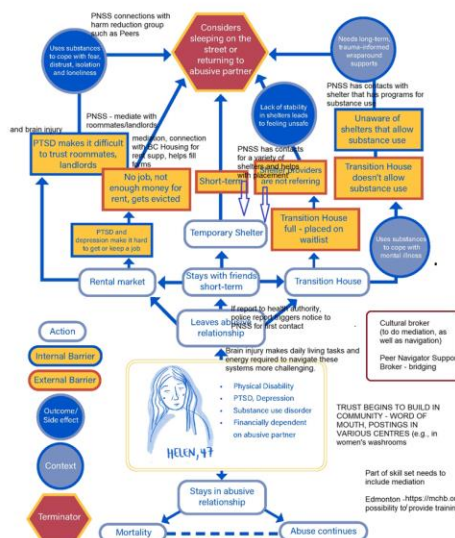 PNSS connections with
harm reduction group
such as Peers
Considers
sleeping on the
street or
returning to
abusive partner
Uses substances
to cope with fear,
distrust, isolation
and loneliness
Needs long-term,
trauma-informed
wraparound
supports
PNSS has contacts with
shelter that has programs for
substance use
Lack of stability
in shelters leads
to feeling unsafe
PNSS - mediate with
roommates/landlords
and brain injury
PTSD makes it difficult
to trust roommates,
landlords
mediation, connection
with BC Housing for
rent supp, helps fill
PNSS has contacts
for a variety of
shelters and helps
with placement
Unaware of
shelters that allow
substance use
No job, not
enough money for
rent, gets evicted
Short-term
Shelter providers
are not referring
Transition House
doesn't allow
substance use
PTSD and
depression make it hard
to get or keep a job
Temporary Shelter
Transition House
full - placed on
waitlist
Uses substances
to cope with
mental illness
Rental market
Stays with friends
short-term
Transition House
Leaves abusive
relationship
If report to health authority,
police report triggers notice to
PNSS for first contact
Cultural broker
(to do mediation, as
well as navigation)
Peer Navigator Support
Broker - bridging
Brain injury makes daily living tasks and
energy required to navigate these
systems more challenging.
Action
Internal Barrier
External Barrier
Outcome/
Side effect
Context
Terminator
• Physical Disability
• PTSD, Depression
• Substance use disorder
• Financially dependent
on abusive partner
HELEN, 47
TRUST BEGINS TO BUILD IN
COMMUNITY - WORD OF
MOUTH, POSTINGS IN
VARIOUS CENTRES (e.g., in
women's washrooms
Stays in abusive
relationship
Part of skill set needs to
include mediation
Edmonton -https://mchb.or
possibility to provide trainin
Mortality
Abuse continues